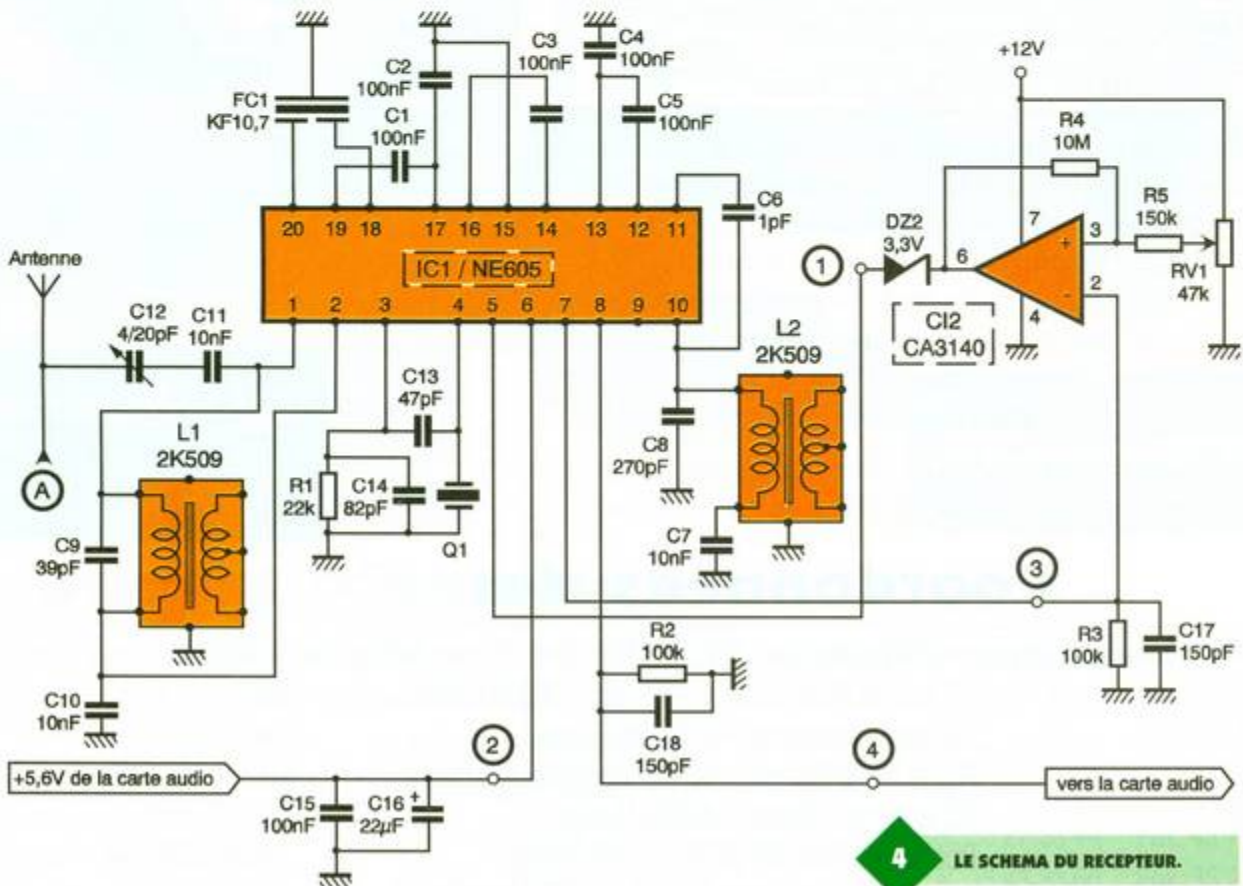 C2
100nF
C3
100nF
C4
100nF
+12V
FC1
KF10,7
C1
100nF
C5
100nF
R4
10M
C6
1pF
DZ2
3,3V
R5
150k
RV1
47k
7
+
3
6
2
-
4
20
19
18
17
16
15
14
13
12
11
IC1 / NE605
1
2
3
4
5
6
7
8
9
10
1
CI2
CA3140
Antenne
C12
4/20pF
C11
10nF
L2
2K509
C13
47pF
L1
2K509
A
R1
22k
C14
82pF
Q1
C8
270pF
C7
10nF
C9
39pF
3
R2
100k
R3
100k
C17
150pF
C10
10nF
C18
150pF
2
4
+5,6V de la carte audio
vers la carte audio
C15
100nF
C16
+
22µF
4
LE SCHEMA DU RECEPTEUR.